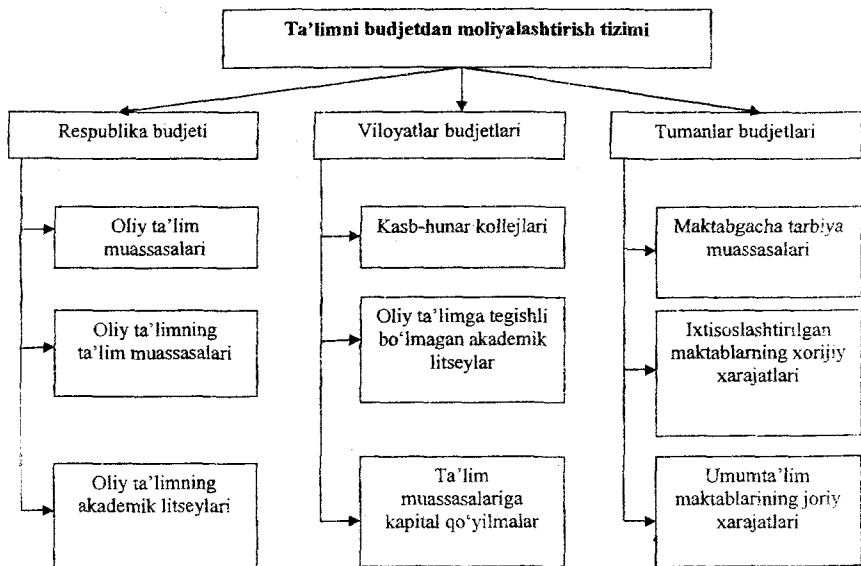 Ta’limni budjetdan moliyalashtirish tizimi
Respublika budjeti
Oliy ta’lim
muassasalari
Oliy ta’limning
ta’lim muassasalari
Oliy ta’limning
akademik litseylari
Viloyatlar budjetlari
Kasb-hunar kollejlari
Oliy ta’limga tegishli
bo‘lmagan akademik
litseylar
Ta’lim
muassasalariga
kapital qo‘yilmalar
Tumanlar budjetlari
Maktabgacha tarbiya
muassasalari
Ixtisoslashtirilgan
maktablarning xorijiy
xarajatlari
Umumta’lim
maktablarining joriy
xarajatlari